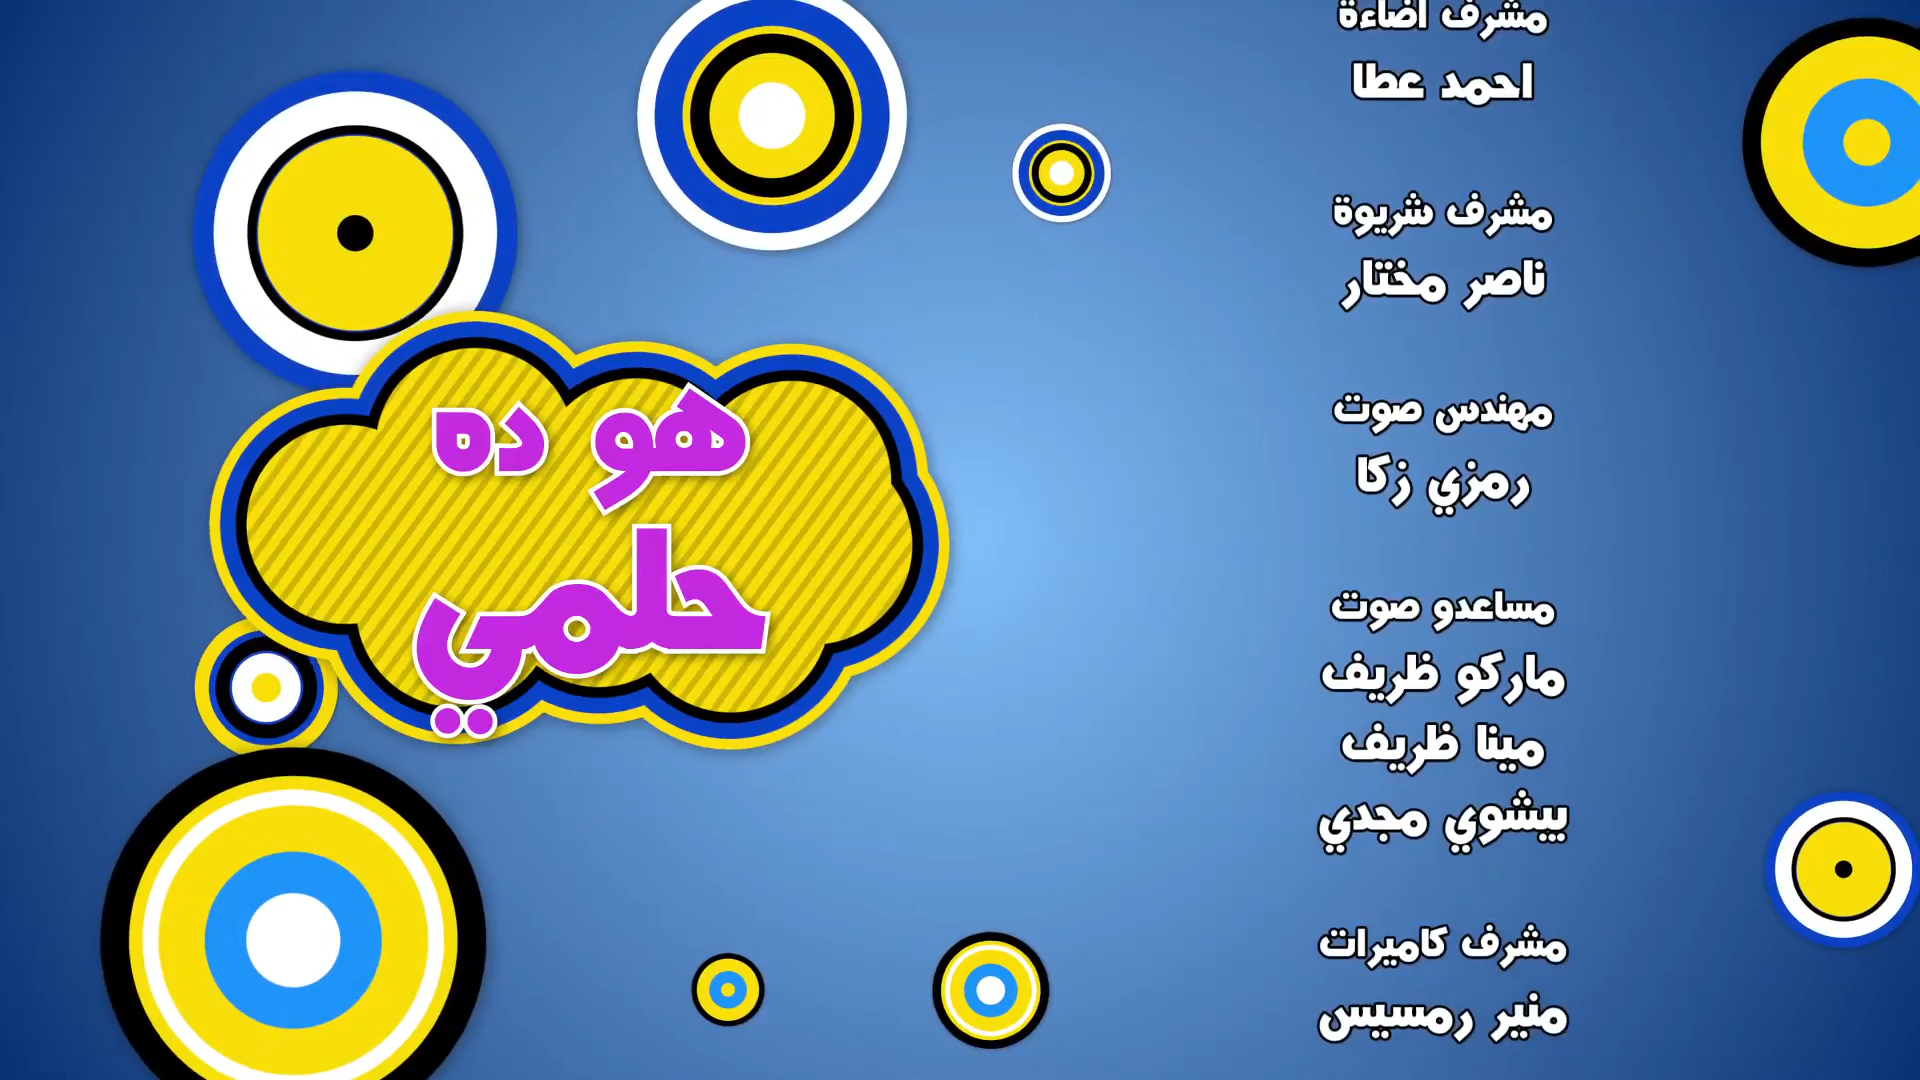 هو ده
حلمي
مشرف اضاءة
احمد عطا
مشرف شريوة
ناصر مختار
مهندس صوت
رمزي زكا
مساعدو صوت
ماركو ظريف
مينا ظريف
بيشوي مجدي
مشرف كاميرات
منير رمسيس